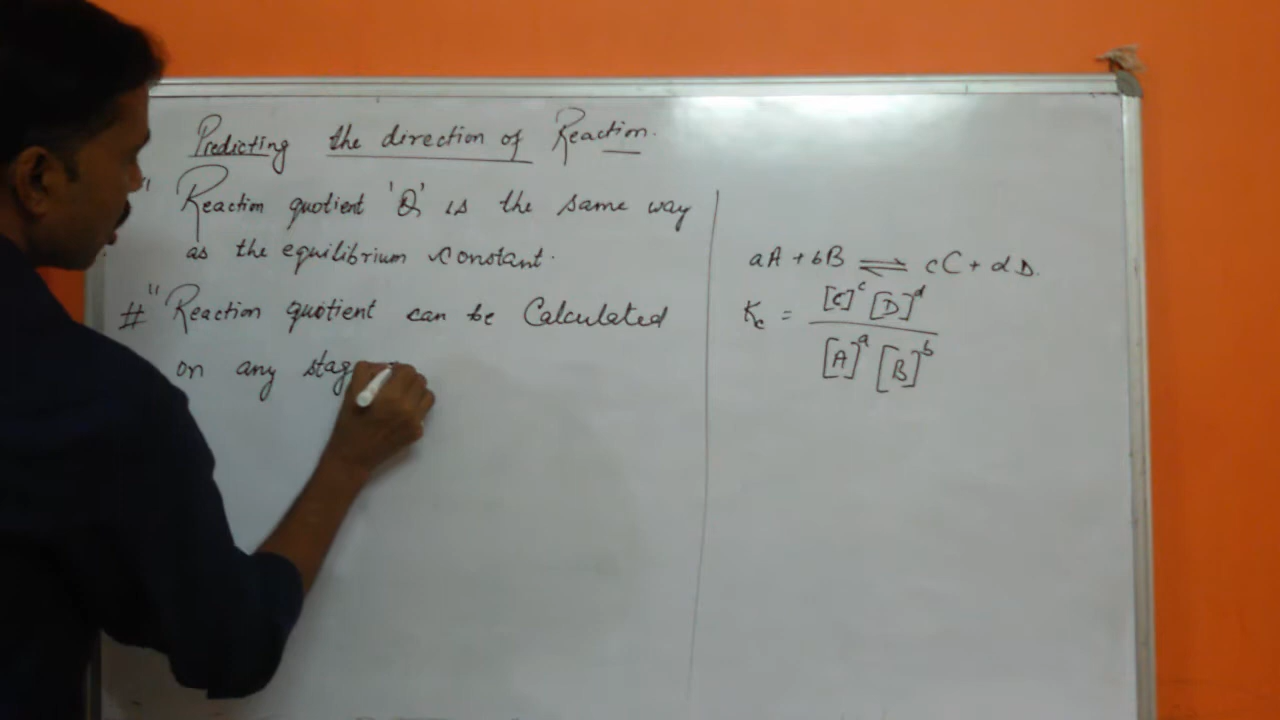 Predicting the direction of Reaction.
" Reaction quotient 'Q' is the same way
as the equilibrium Constant.
#" Reaction quotient can be Calculated
on any stag
aA + bB ⇌ cC + dD.
Kc = [C]^c [D]^d / [A]^a [B]^b